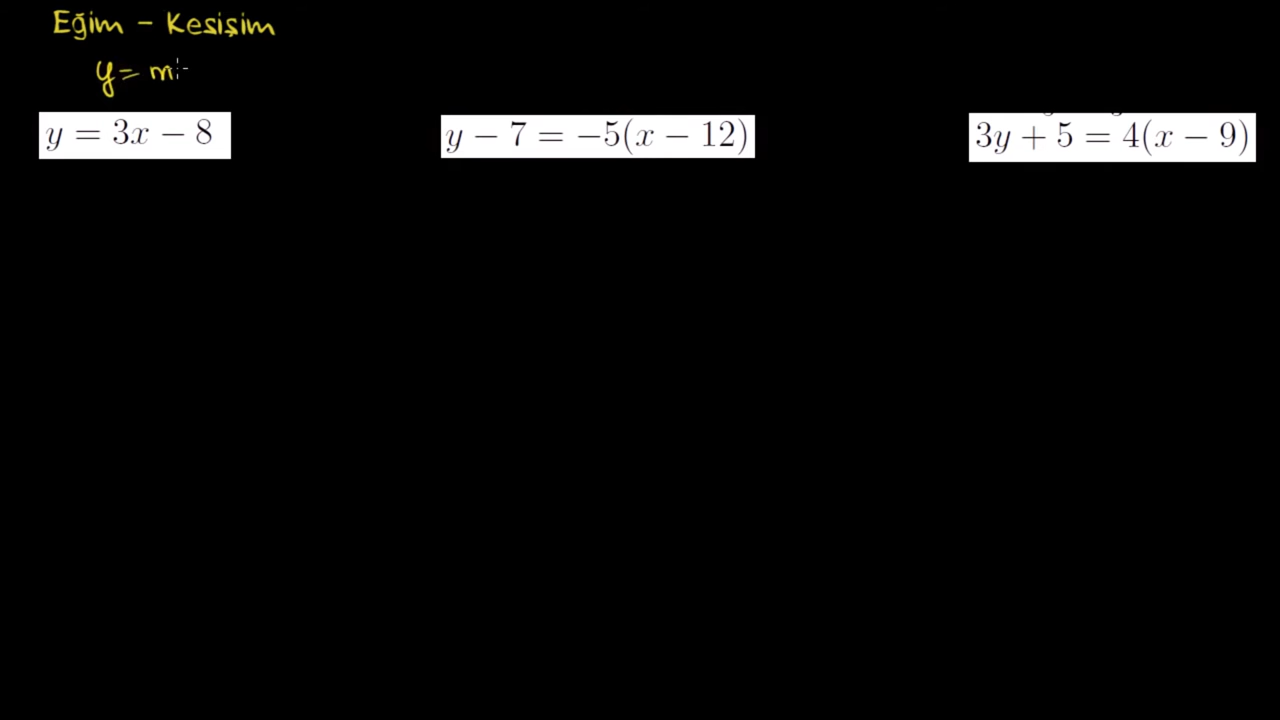 Eğim - Kesişim
y = m
y = 3x − 8
y − 7 = −5(x − 12)
3y + 5 = 4(x − 9)